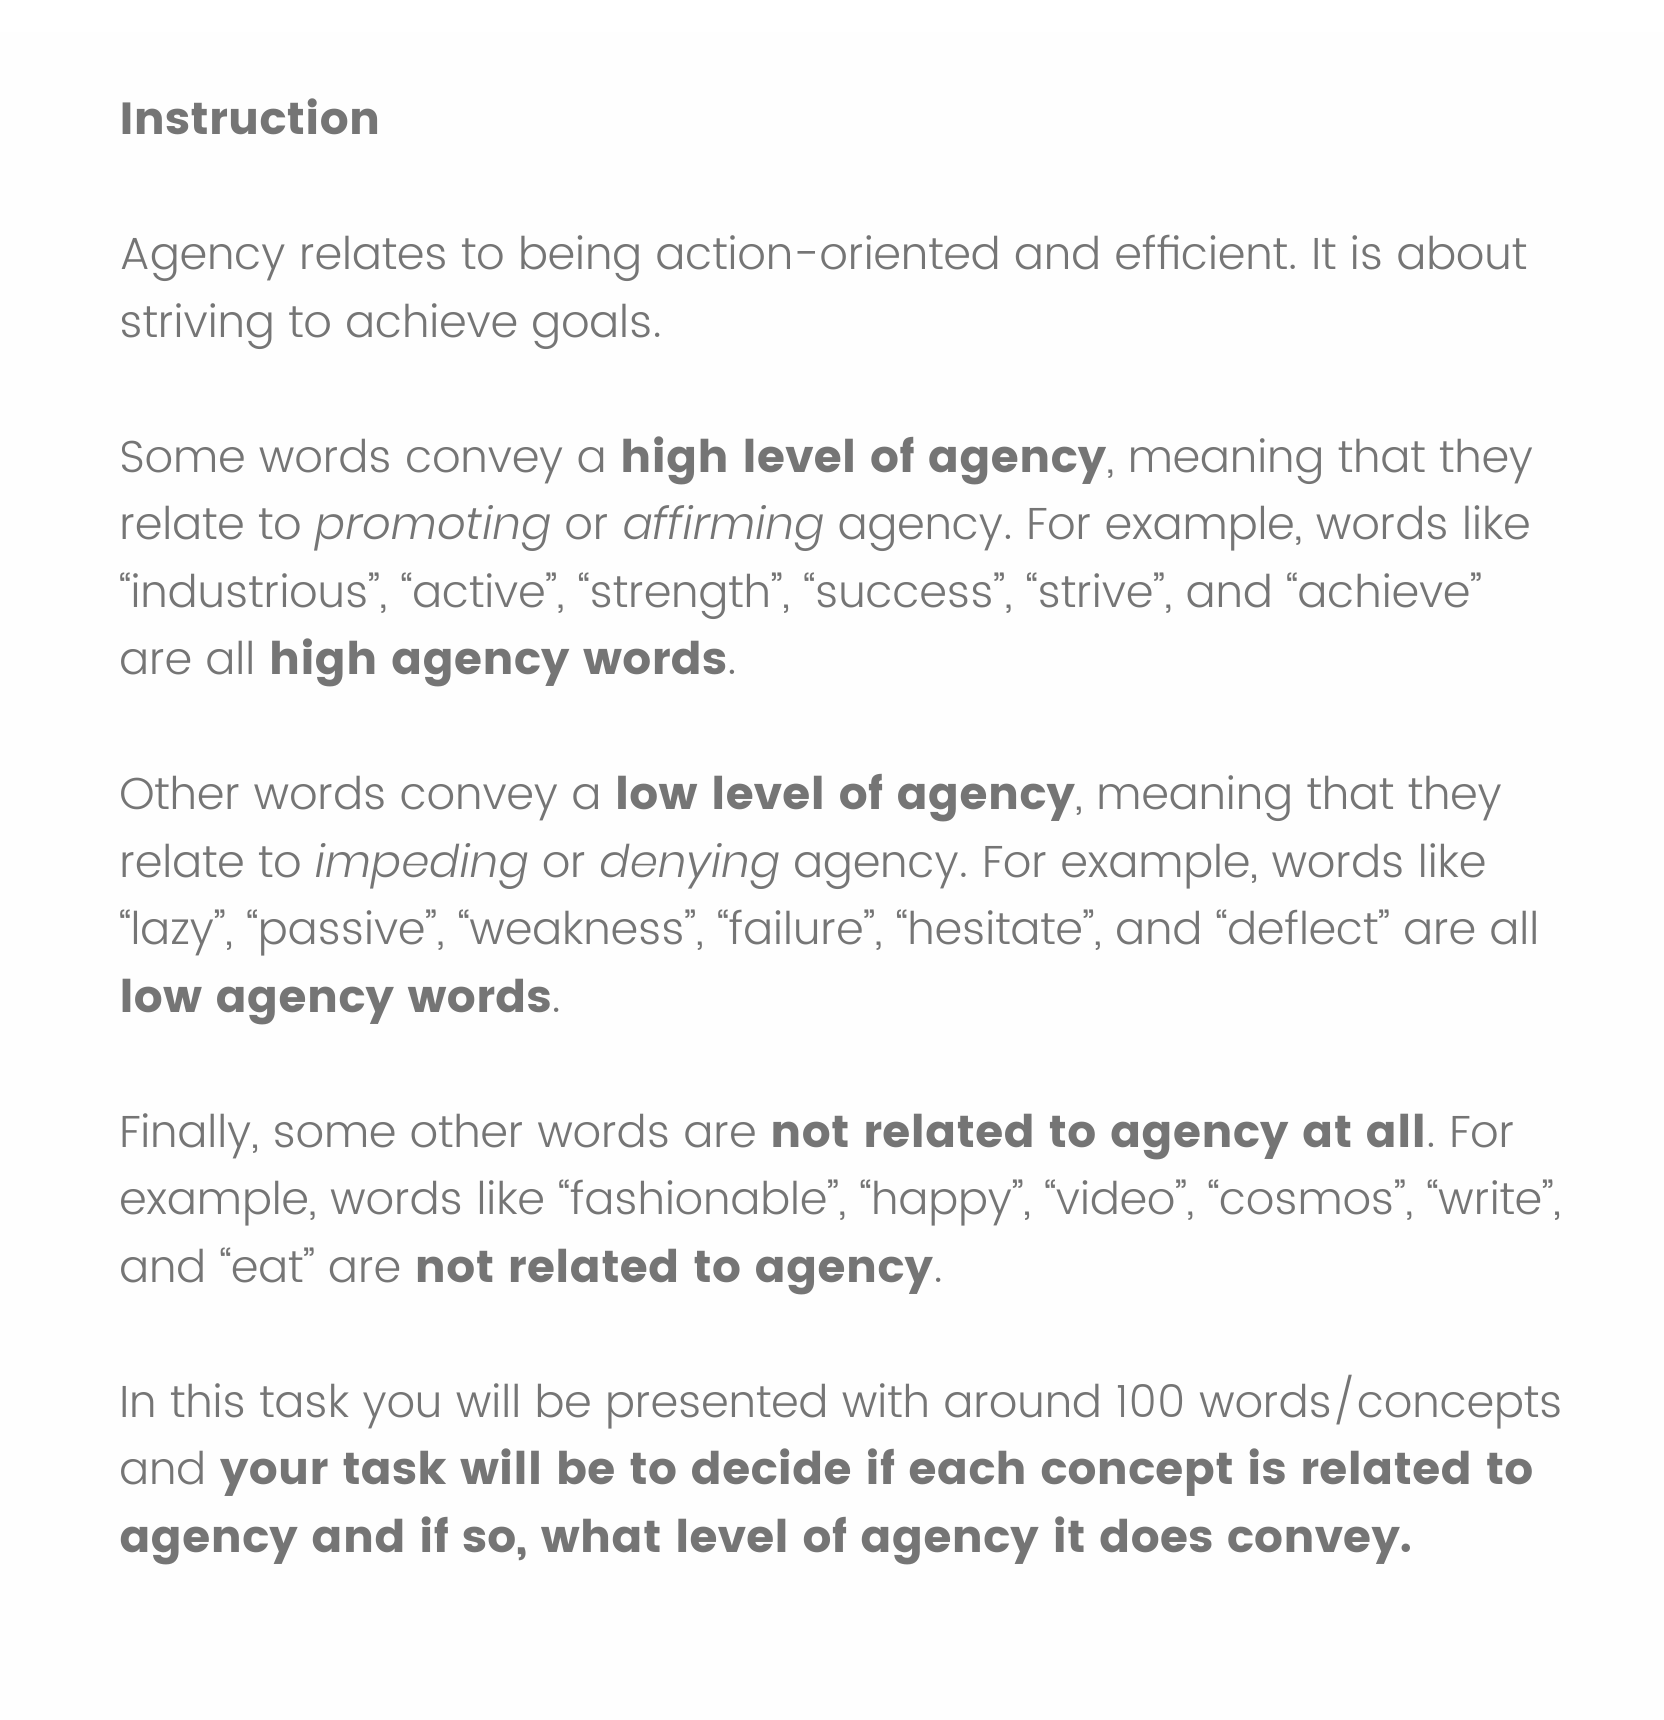 Instruction
Agency relates to being action-oriented and efficient. It is about
striving to achieve goals.
Some words convey a high level of agency, meaning that they
relate to promoting or affirming agency. For example, words like
“industrious”, “active”, “strength”, “success”, “strive”, and “achieve”
are all high agency words.
Other words convey a low level of agency, meaning that they
relate to impeding or denying agency. For example, words like
“lazy”, “passive”, “weakness”, “failure”, “hesitate”, and “deflect” are all
low agency words.
Finally, some other words are not related to agency at all. For
example, words like “fashionable”, “happy”, “video”, “cosmos”, “write”,
and “eat” are not related to agency.
In this task you will be presented with around 100 words/concepts
and your task will be to decide if each concept is related to
agency and if so, what level of agency it does convey.